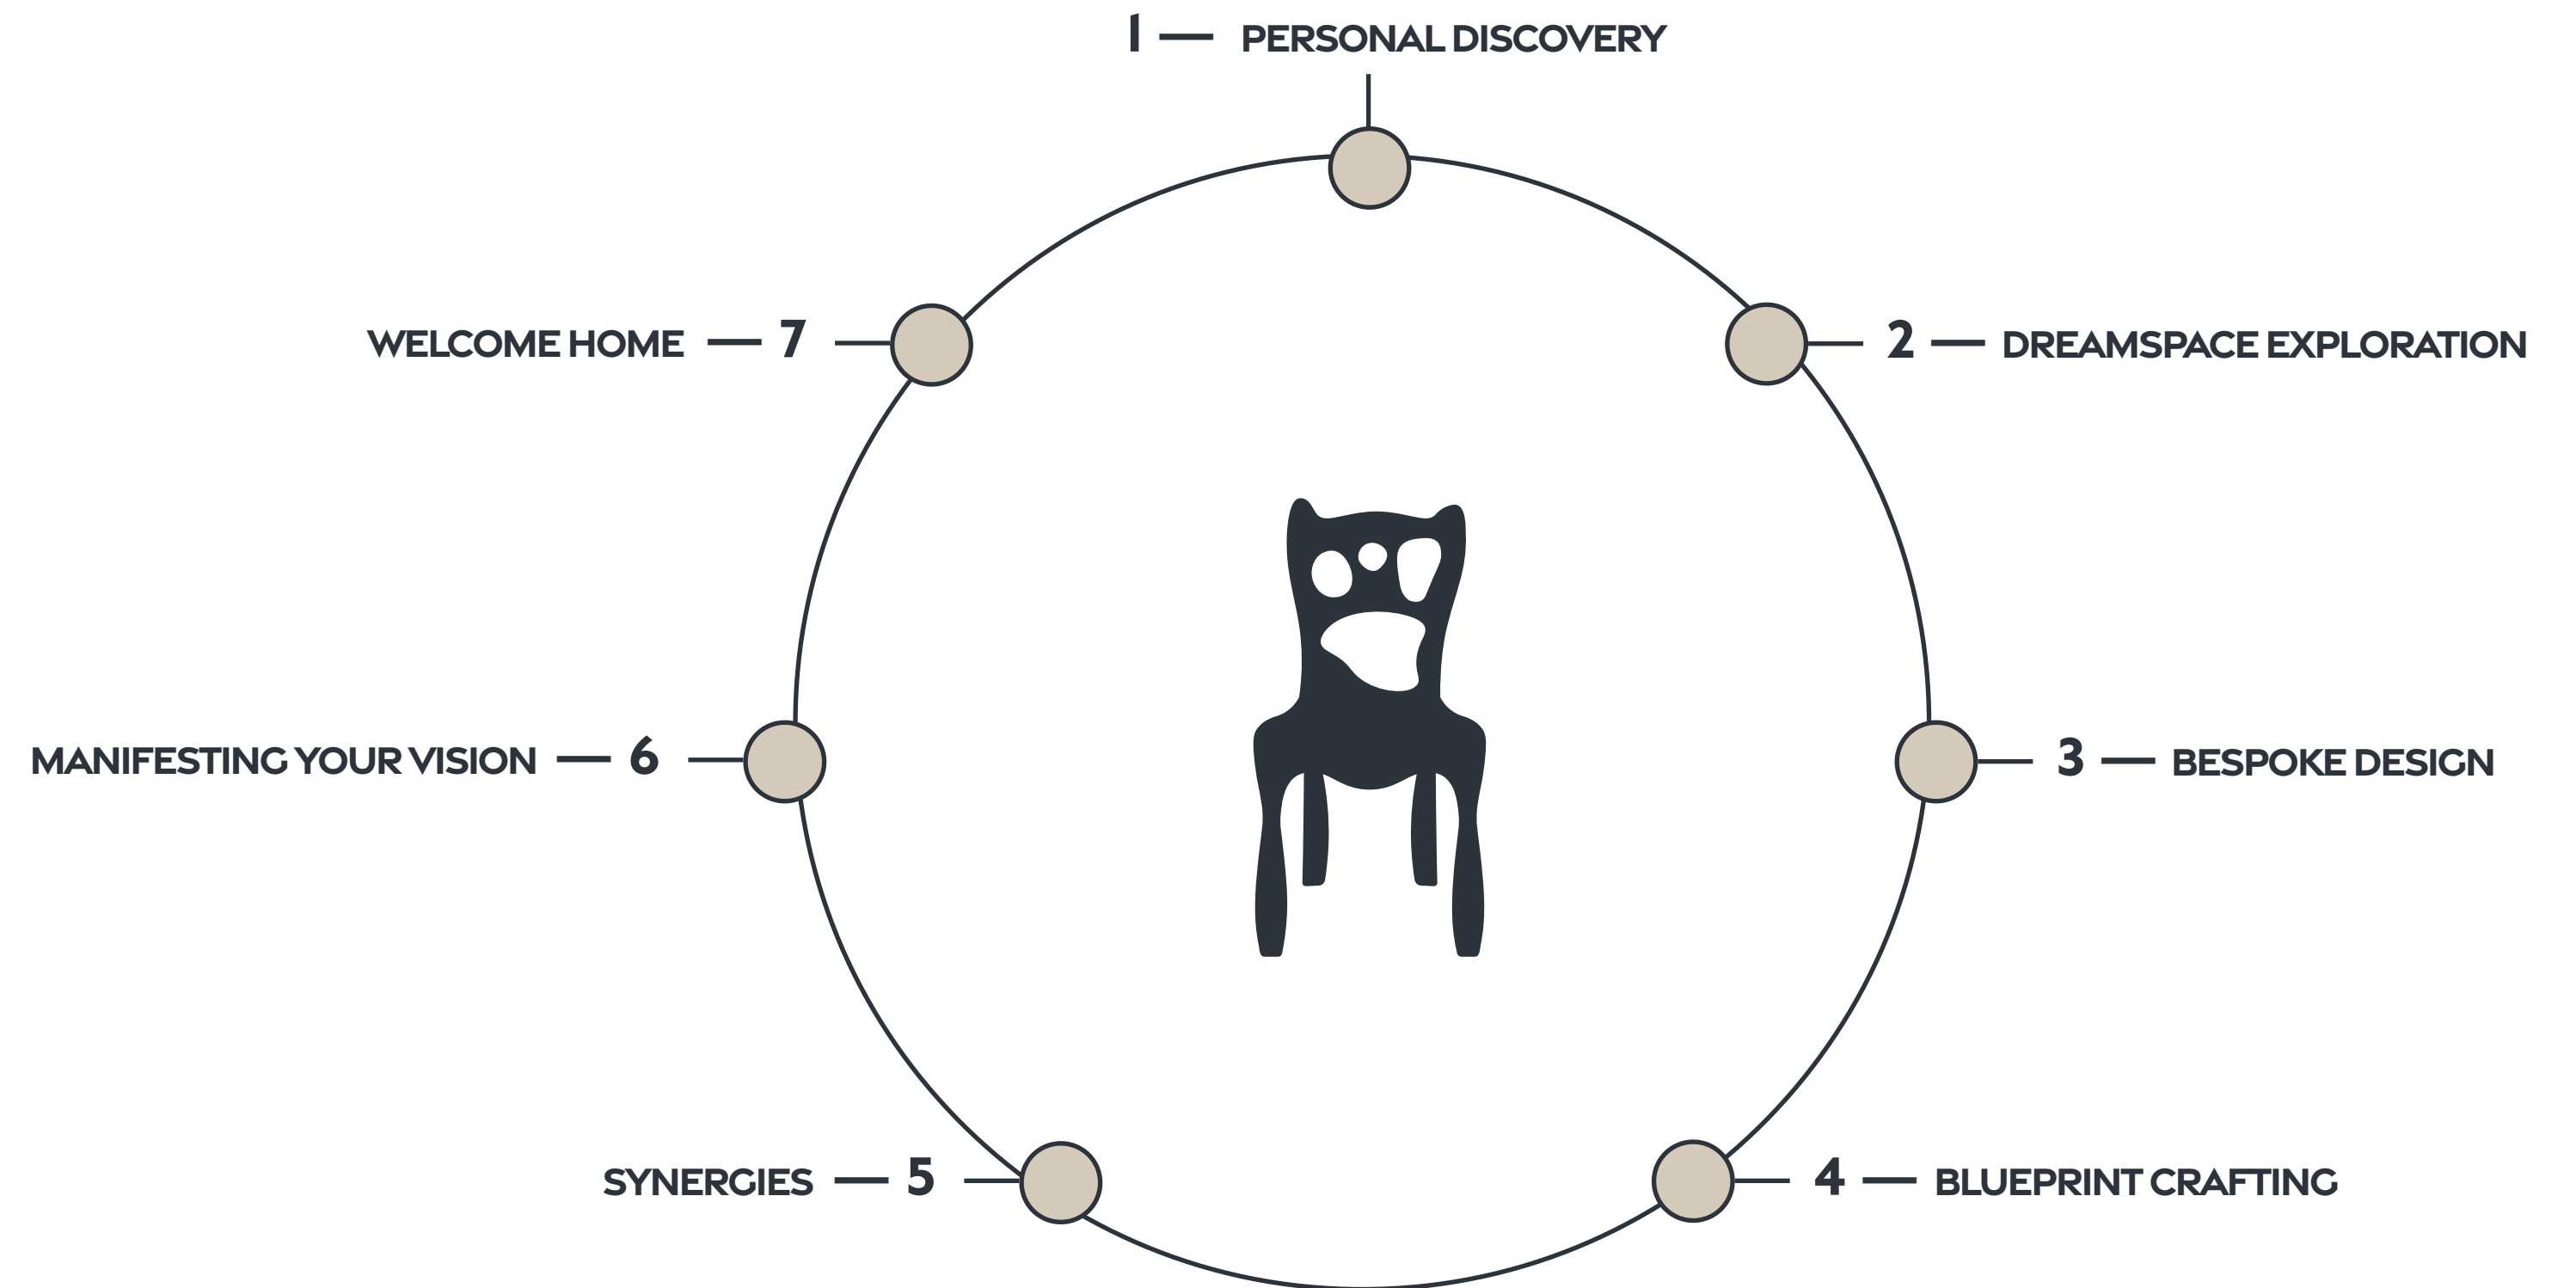 1 — PERSONAL DISCOVERY
2 — DREAMSPACE EXPLORATION
3 — BESPOKE DESIGN
4 — BLUEPRINT CRAFTING
SYNERGIES — 5
MANIFESTING YOUR VISION — 6
WELCOME HOME — 7